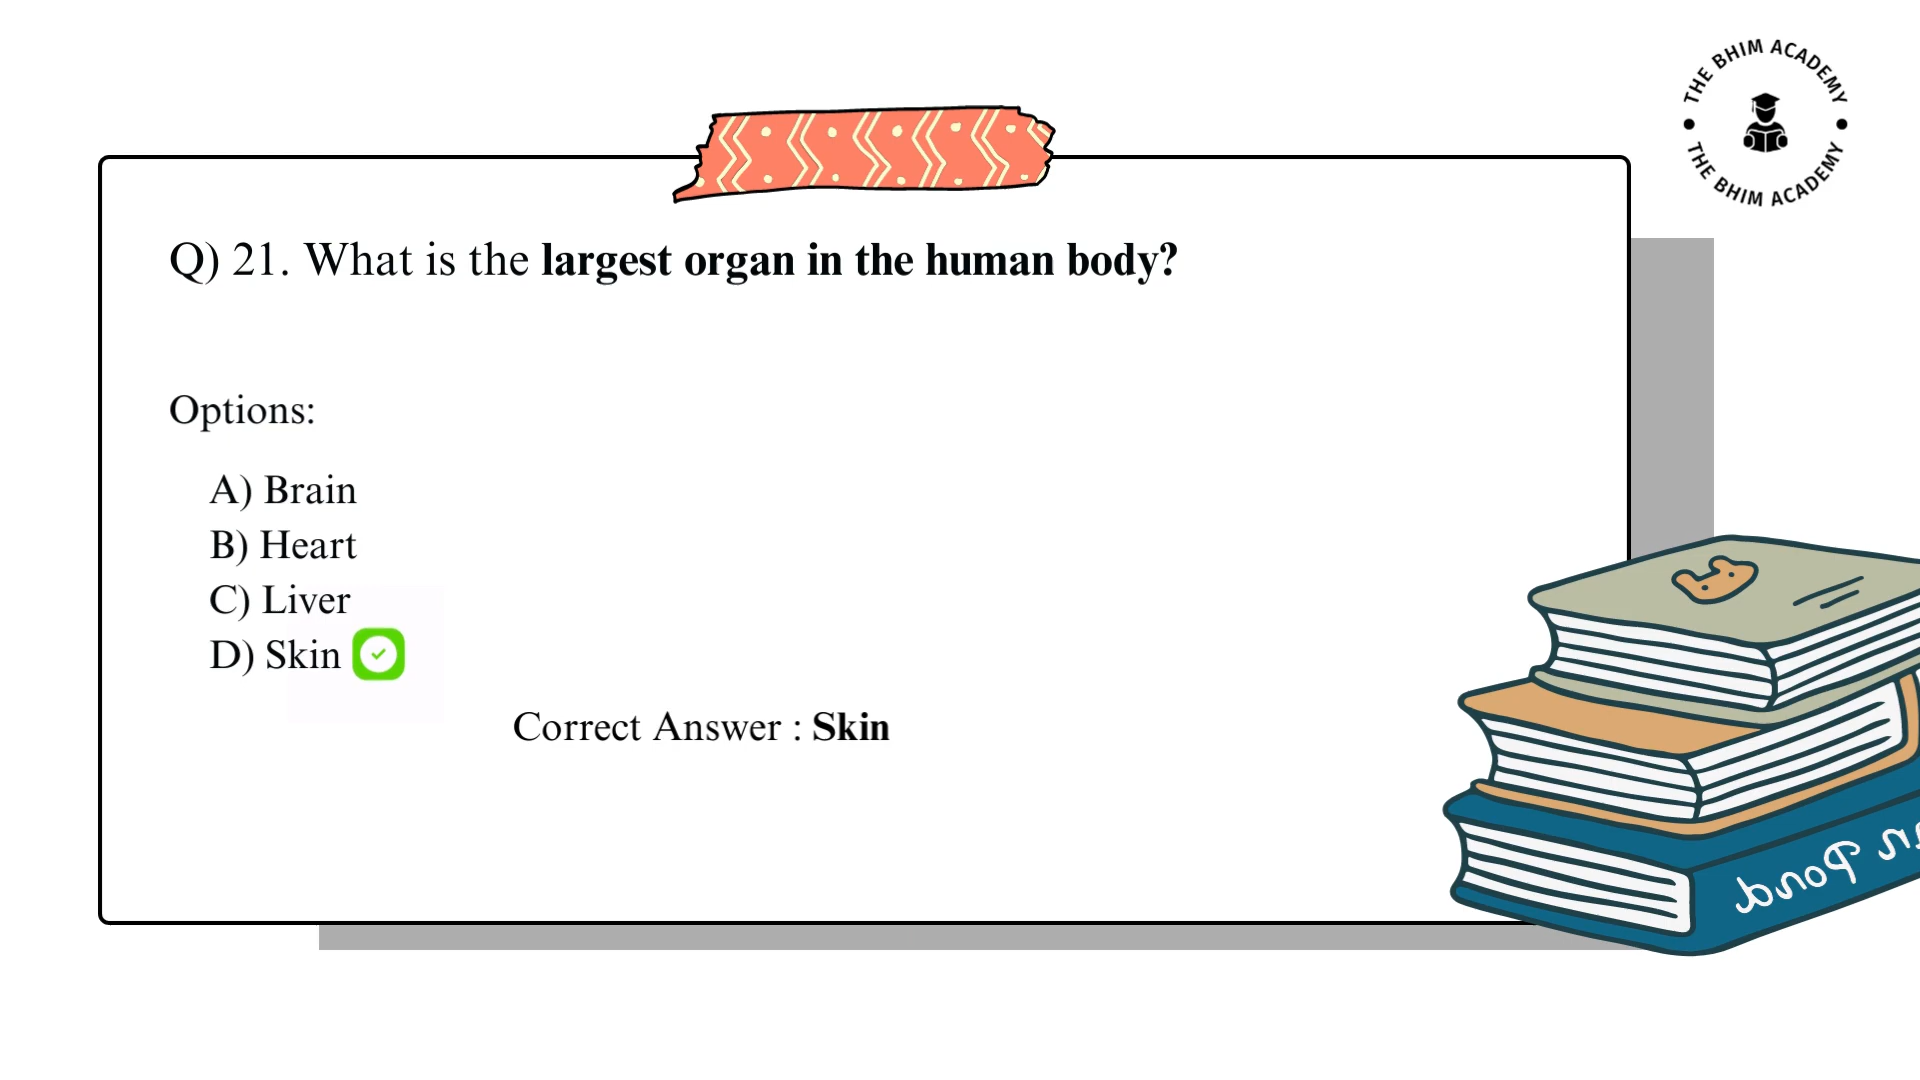 THE BHIM ACADEMY
THE BHIM ACADEMY
Q) 21. What is the largest organ in the human body?
Options:
A) Brain
B) Heart
C) Liver
D) Skin
Correct Answer : Skin
Pond